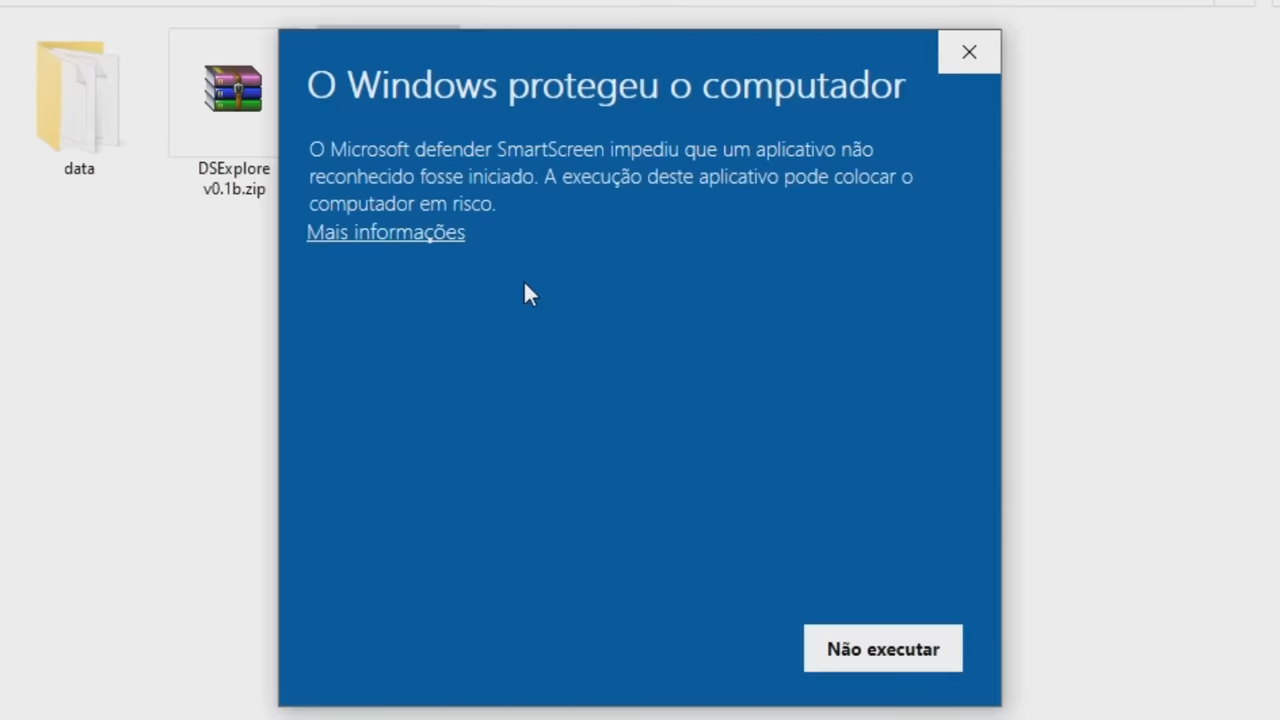 O Windows protegeu o computador
O Microsoft defender SmartScreen impediu que um aplicativo não
reconhecido fosse iniciado. A execução deste aplicativo pode colocar o
computador em risco.
Mais informações
Não executar
data
DSExplore
v0.1b.zip